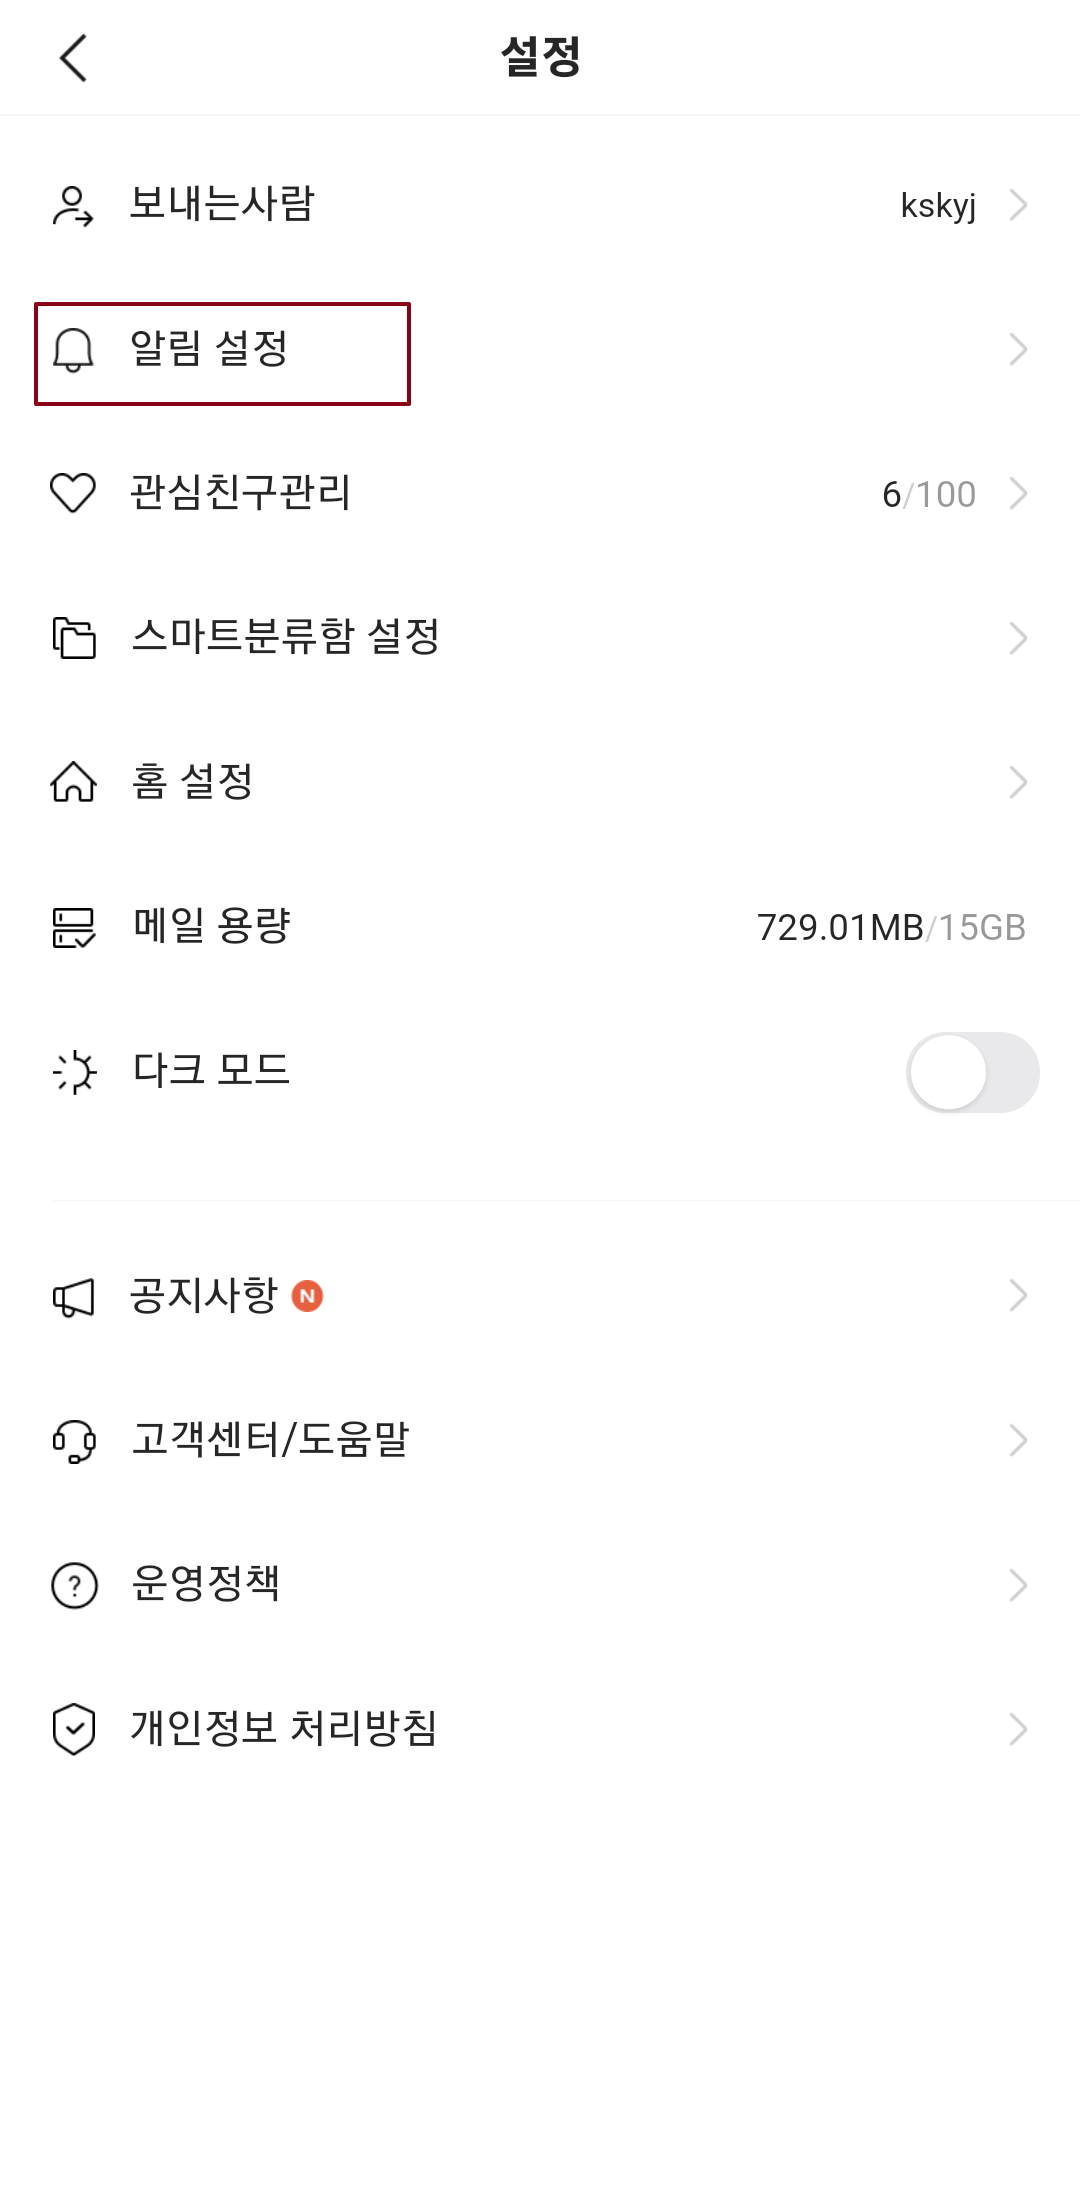 설정
보내는사람 kskyj
알림 설정
관심친구관리 6/100
스마트분류함 설정
홈 설정
메일 용량 729.01MB/15GB
다크 모드
공지사항 N
고객센터/도움말
? 운영정책
개인정보 처리방침